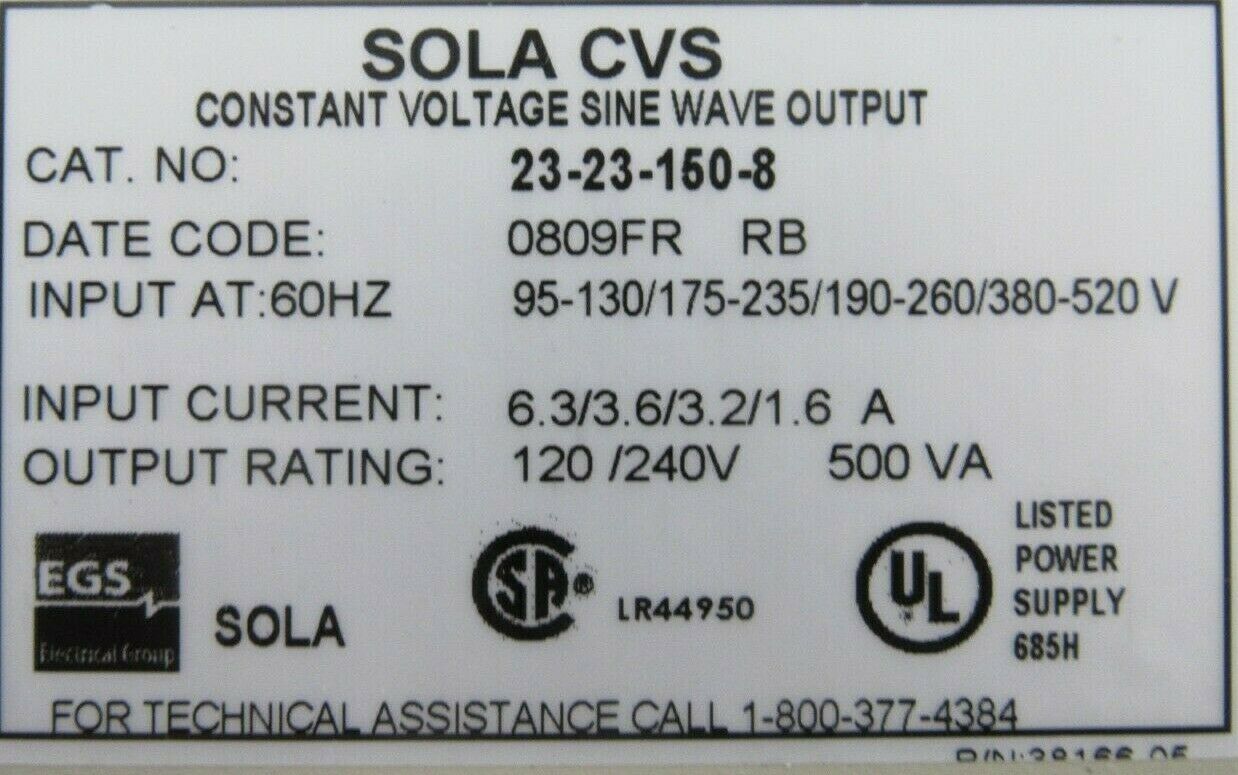 SOLA CVS
CONSTANT VOLTAGE SINE WAVE OUTPUT
CAT. NO: 23-23-150-8
DATE CODE: 0809FR RB
INPUT AT:60HZ 95-130/175-235/190-260/380-520 V
INPUT CURRENT: 6.3/3.6/3.2/1.6 A
OUTPUT RATING: 120 /240V 500 VA
EGS
Electrical Group
SOLA
SA ®
LR44950
UL
LISTED
POWER
SUPPLY
685H
FOR TECHNICAL ASSISTANCE CALL 1-800-377-4384